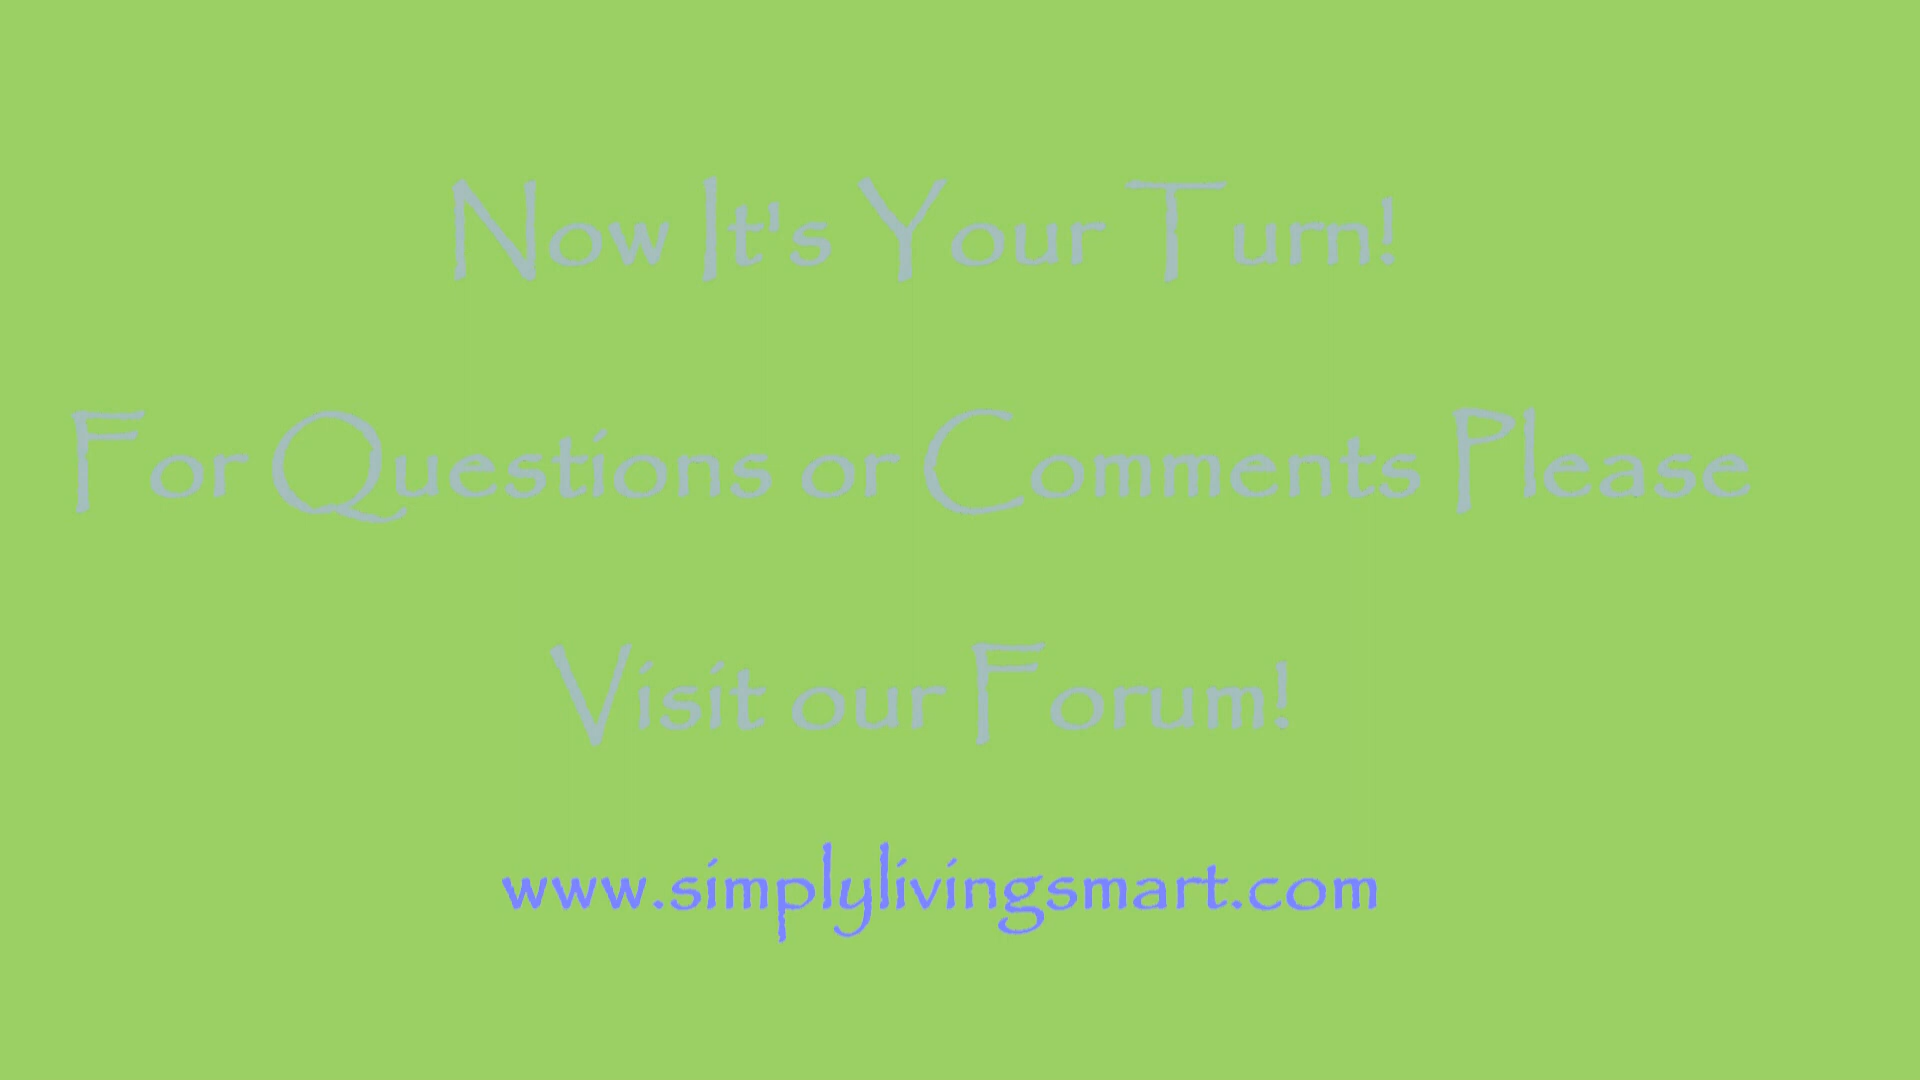 Now It's Your Turn!
For Questions or Comments Please
Visit our Forum!
www.simplylivingsmart.com